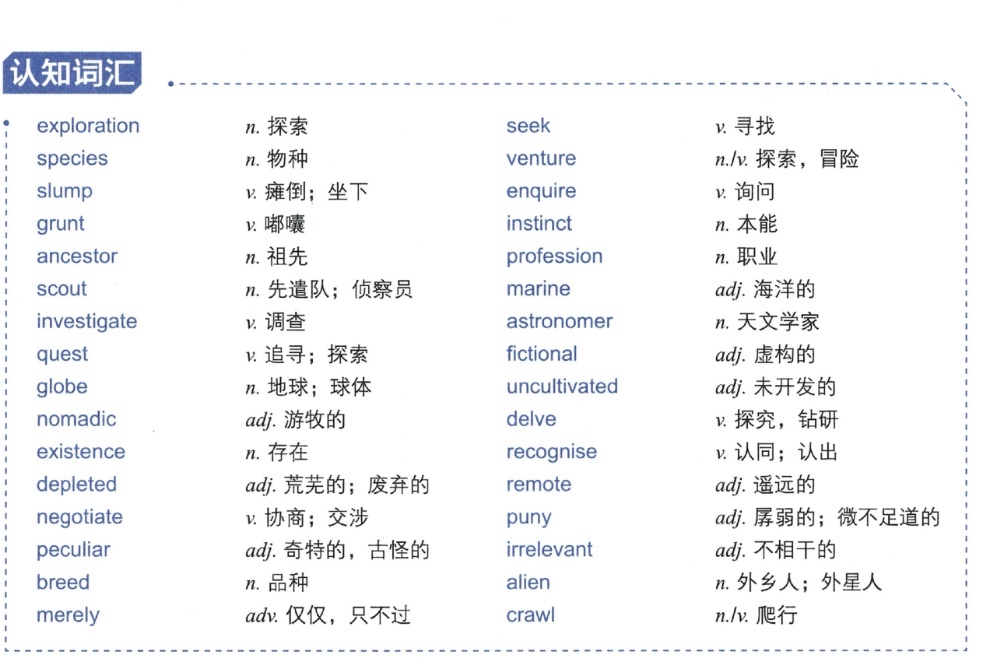 认知词汇
exploration n. 探索 seek v. 寻找
species n. 物种 venture n./v. 探索，冒险
slump v. 瘫倒；坐下 enquire v. 询问
grunt v. 嘟囔 instinct n. 本能
ancestor n. 祖先 profession n. 职业
scout n. 先遣队；侦察员 marine adj. 海洋的
investigate v. 调查 astronomer n. 天文学家
quest v. 追寻；探索 fictional adj. 虚构的
globe n. 地球；球体 uncultivated adj. 未开发的
nomadic adj. 游牧的 delve v. 探究，钻研
existence n. 存在 recognise v. 认同；认出
depleted adj. 荒芜的；废弃的 remote adj. 遥远的
negotiate v. 协商；交涉 puny adj. 孱弱的；微不足道的
peculiar adj. 奇特的，古怪的 irrelevant adj. 不相干的
breed n. 品种 alien n. 外乡人；外星人
merely adv. 仅仅，只不过 crawl n./v. 爬行